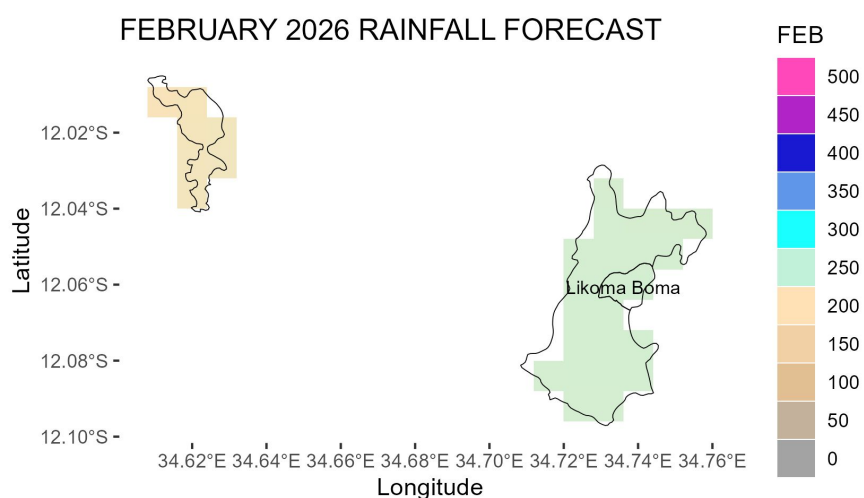 FEBRUARY 2026 RAINFALL FORECAST
FEB
500
450
400
350
300
250
200
150
100
50
0
Latitude
12.02°S
12.04°S
12.06°S
12.08°S
12.10°S
Likoma Boma
34.62°E 34.64°E 34.66°E 34.68°E 34.70°E 34.72°E 34.74°E 34.76°E
Longitude